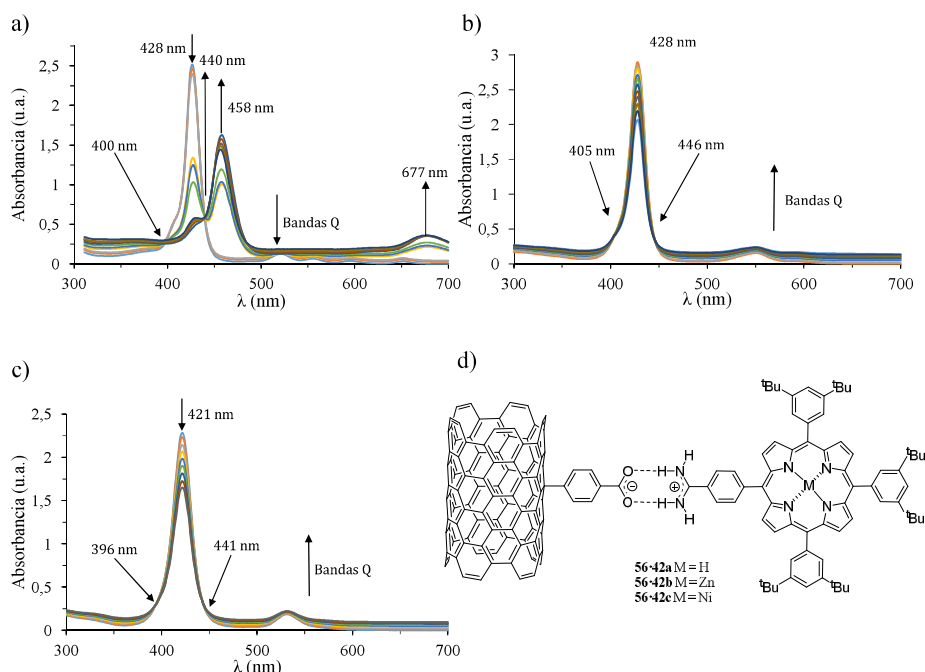 a)
428 nm
440 nm
458 nm
400 nm
677 nm
Bandas Q
Absorbancia (u.a.)
2,5
2
1,5
1
0,5
0
300
400
500
600
700
λ (nm)
b)
428 nm
405 nm
446 nm
Bandas Q
Absorbancia (u.a.)
3
2,5
2
1,5
1
0,5
0
300
400
500
600
700
λ (nm)
c)
421 nm
396 nm
441 nm
Bandas Q
Absorbancia (u.a.)
2,5
2
1,5
1
0,5
0
300
400
500
600
700
λ (nm)
d)
tBu
tBu
H
H
O
H
N
O
H
N
H
N
N
M
N
N
tBu
tBu
tBu
tBu
56·42a M=H
56·42b M=Zn
56·42c M=Ni